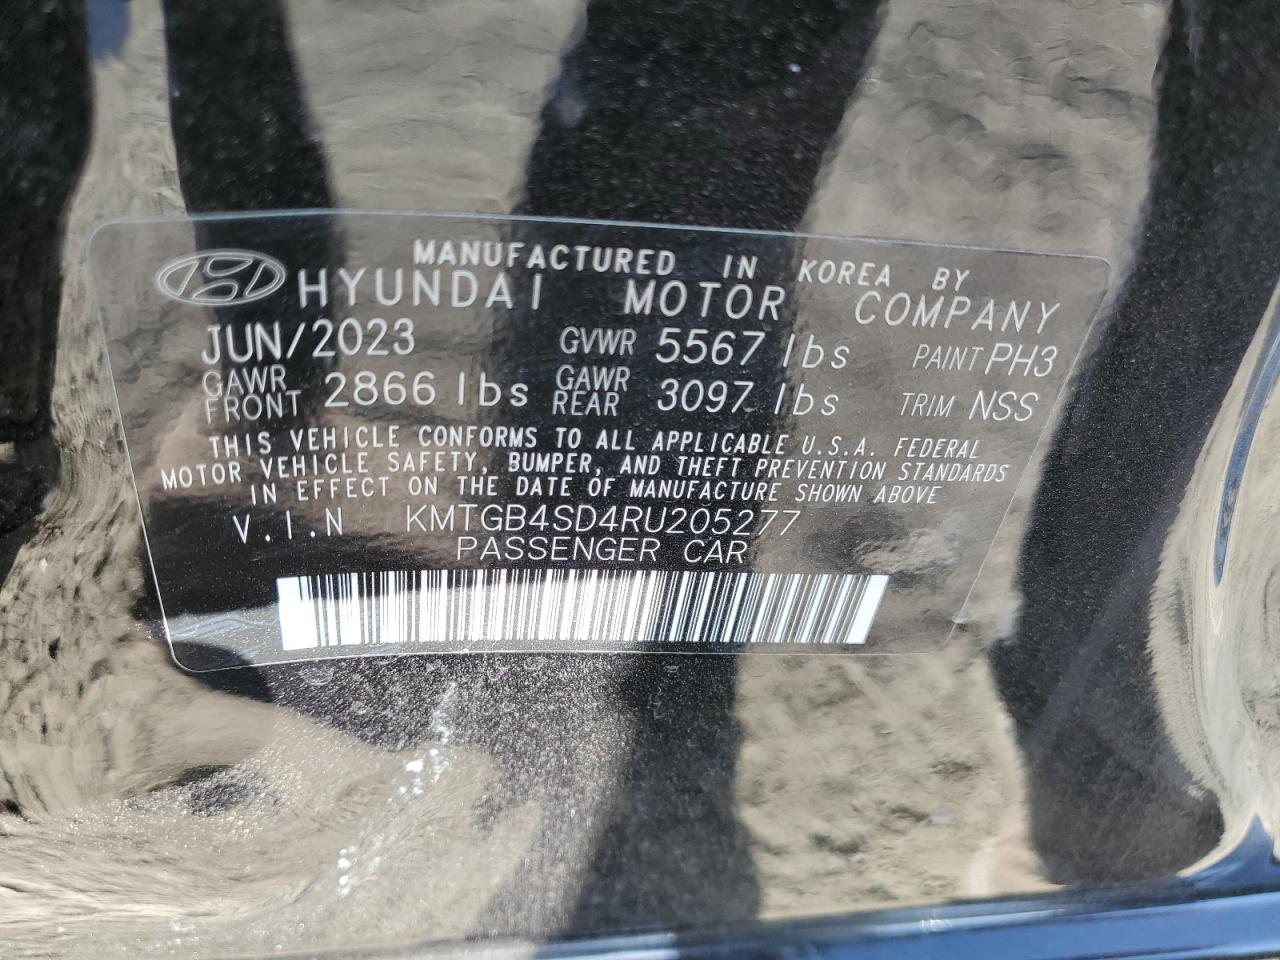 MANUFACTURED IN KOREA BY
HYUNDAI MOTOR COMPANY
JUN/2023 GVWR 5567 lbs PAINT PH3
GAWR FRONT 2866 lbs GAWR REAR 3097 lbs TRIM NSS
THIS VEHICLE CONFORMS TO ALL APPLICABLE U.S.A. FEDERAL
MOTOR VEHICLE SAFETY, BUMPER, AND THEFT PREVENTION STANDARDS
IN EFFECT ON THE DATE OF MANUFACTURE SHOWN ABOVE
V.I.N KMTGB4SD4RU205277
PASSENGER CAR